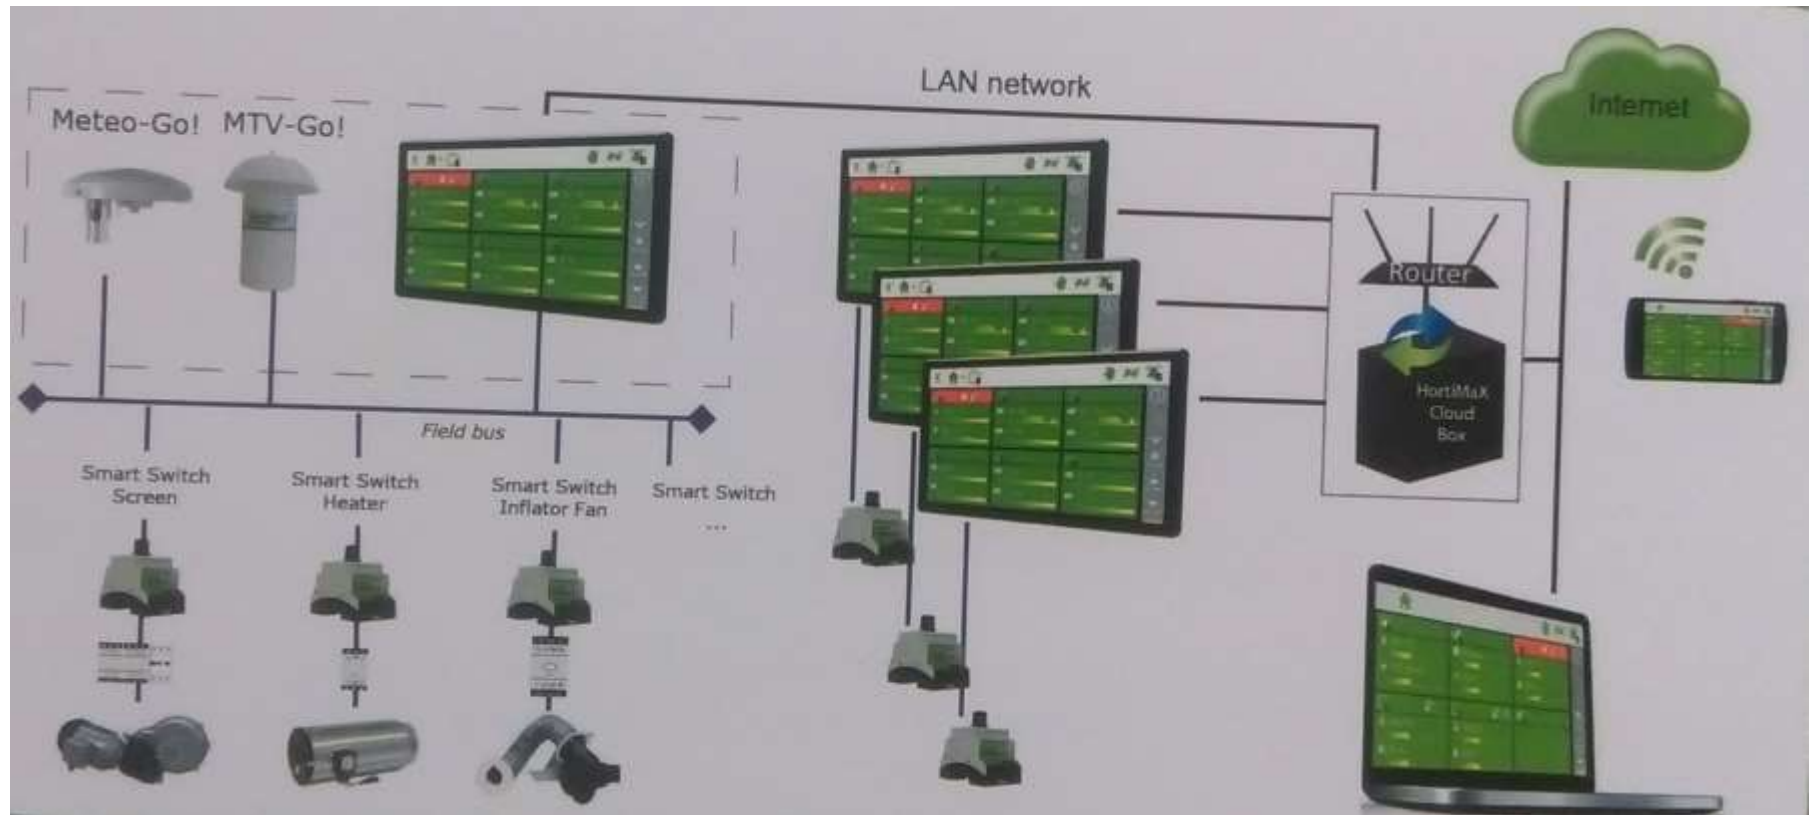 LAN network
Internet
Meteo-Go!
MTV-Go!
Router
HortiMaX
Cloud
Box
Field bus
Smart Switch
Screen
Smart Switch
Heater
Smart Switch
Inflator Fan
Smart Switch
...